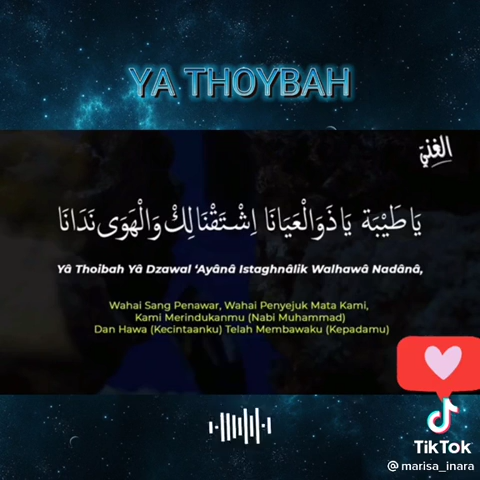 YA THOYBAH
الغني
يَا طَيْبَة يَا ذَوَالْعَيَانَا اِشْتَقْنَالِكْ وَالْهَوَى نَدَانَا
Yâ Thoibah Yâ Dzawal ‘Ayânâ Istaghnâlik Walhawâ Nadânâ,
Wahai Sang Penawar, Wahai Penyejuk Mata Kami,
Kami Merindukanmu (Nabi Muhammad)
Dan Hawa (Kecintaanku) Telah Membawaku (Kepadamu)
TikTok
@marisa_inara